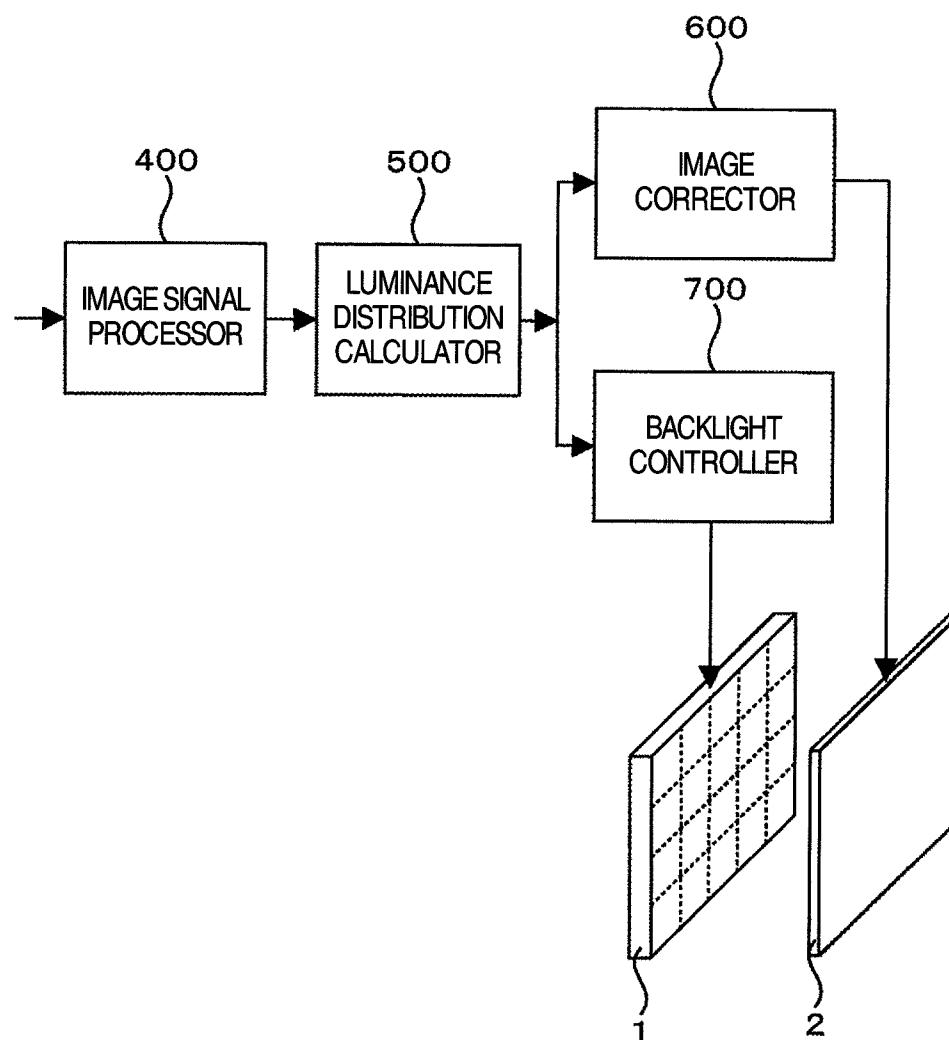 600
IMAGE
CORRECTOR
400
IMAGE SIGNAL
PROCESSOR
500
LUMINANCE
DISTRIBUTION
CALCULATOR
700
BACKLIGHT
CONTROLLER
1
2